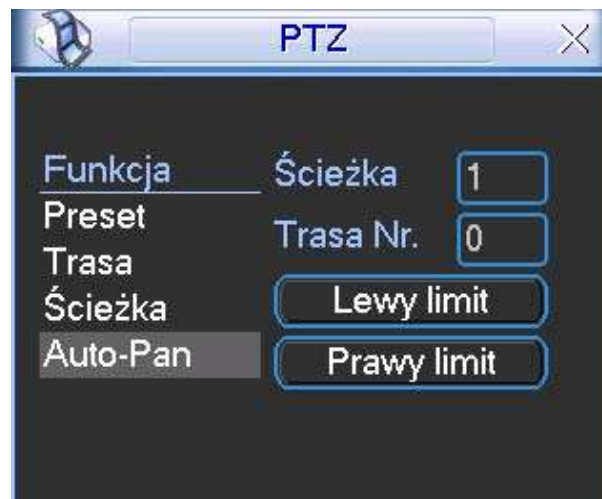 PTZ
Funkcja
Preset
Trasa
Ścieżka
Auto-Pan
Ścieżka 1
Trasa Nr. 0
Lewy limit
Prawy limit